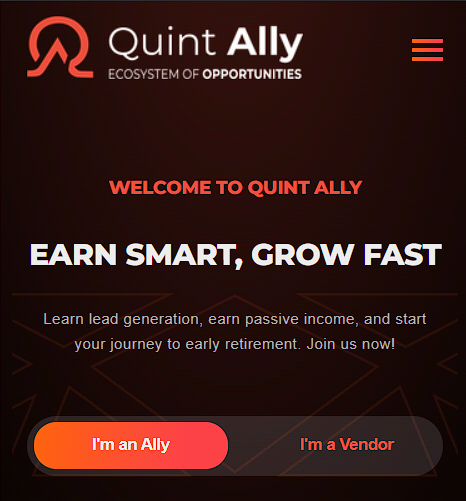 Quint Ally
ECOSYSTEM OF OPPORTUNITIES
WELCOME TO QUINT ALLY
EARN SMART, GROW FAST
Learn lead generation, earn passive income, and start
your journey to early retirement. Join us now!
I'm an Ally
I'm a Vendor